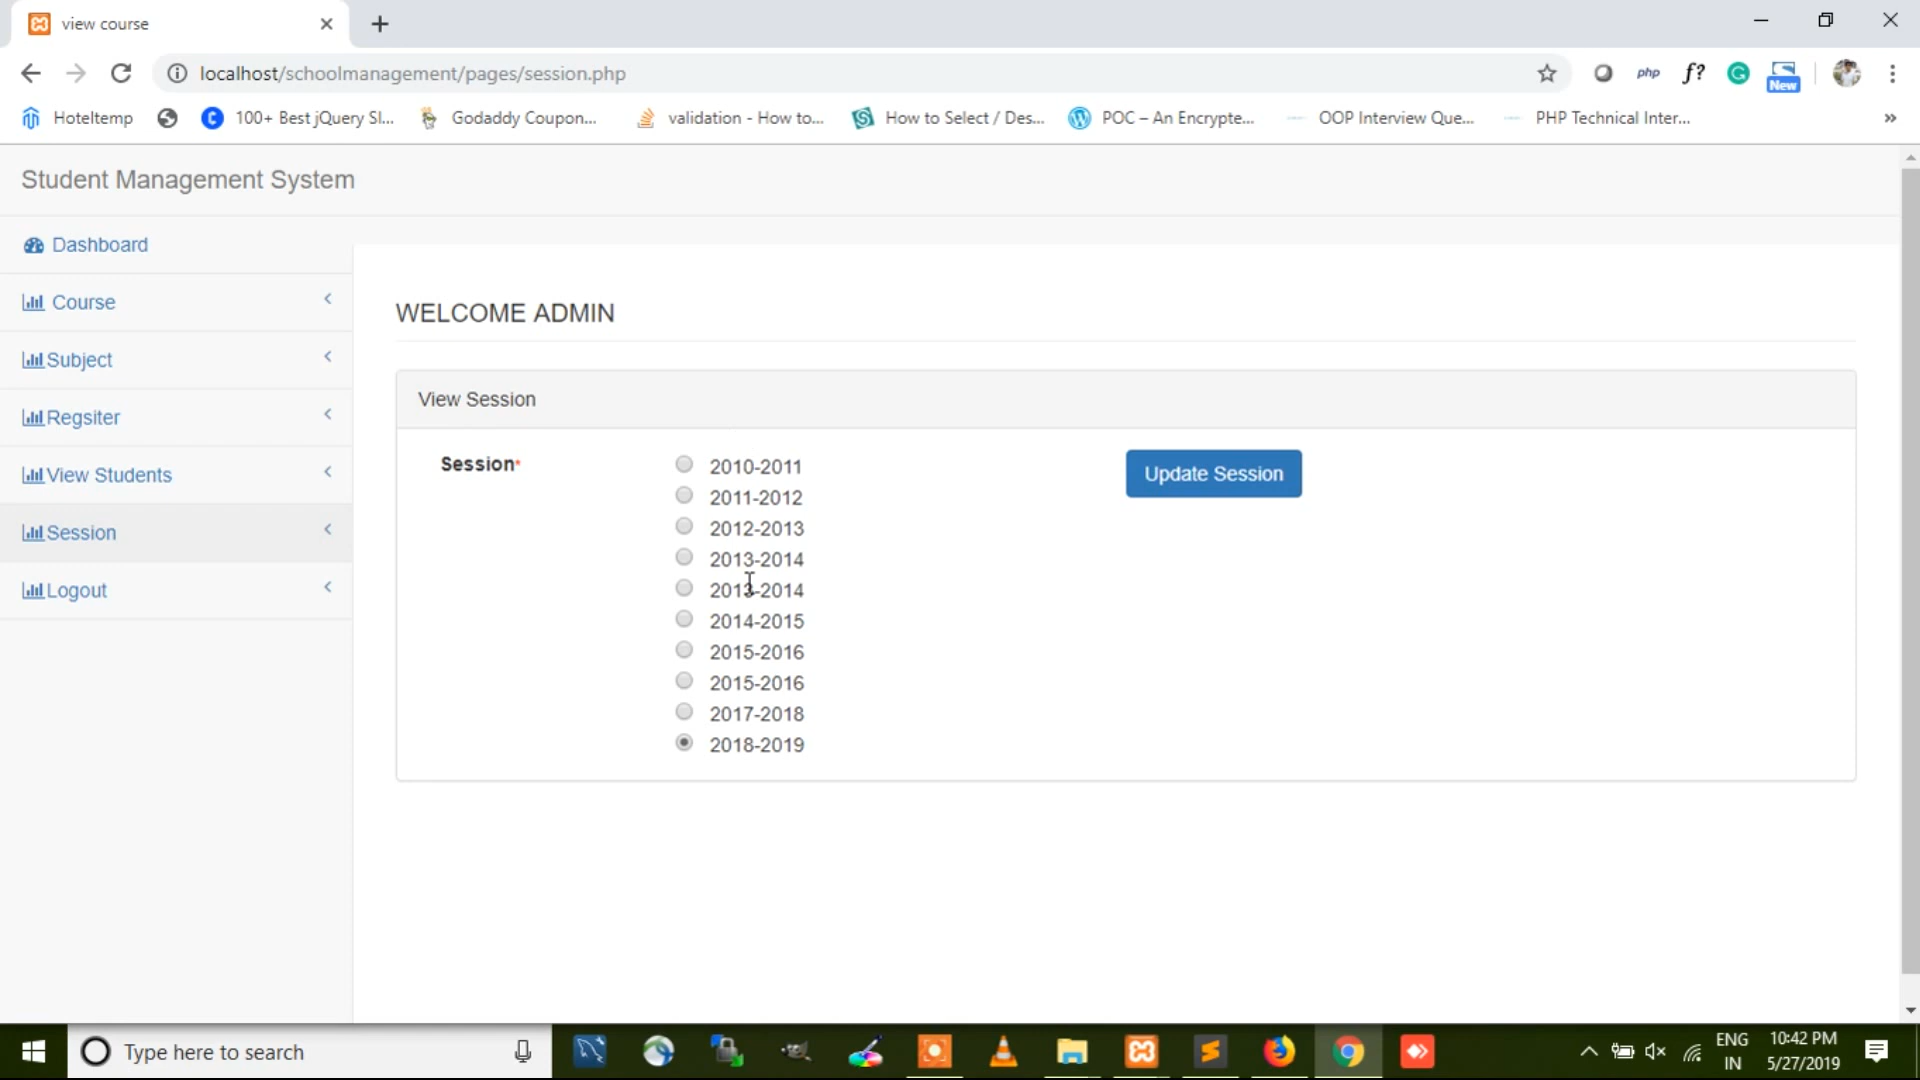 view course
localhost/schoolmanagement/pages/session.php
php
f?
New
Hoteltemp
100+ Best jQuery Sl...
Godaddy Coupon...
validation - How to...
How to Select / Des...
POC – An Encrypte...
OOP Interview Que...
PHP Technical Inter...
Student Management System
Dashboard
Course
Subject
Regsiter
View Students
Session
Logout
WELCOME ADMIN
View Session
Session*
2010-2011
2011-2012
2012-2013
2013-2014
2013-2014
2014-2015
2015-2016
2015-2016
2017-2018
2018-2019
Update Session
Type here to search
ENG
IN
10:42 PM
5/27/2019